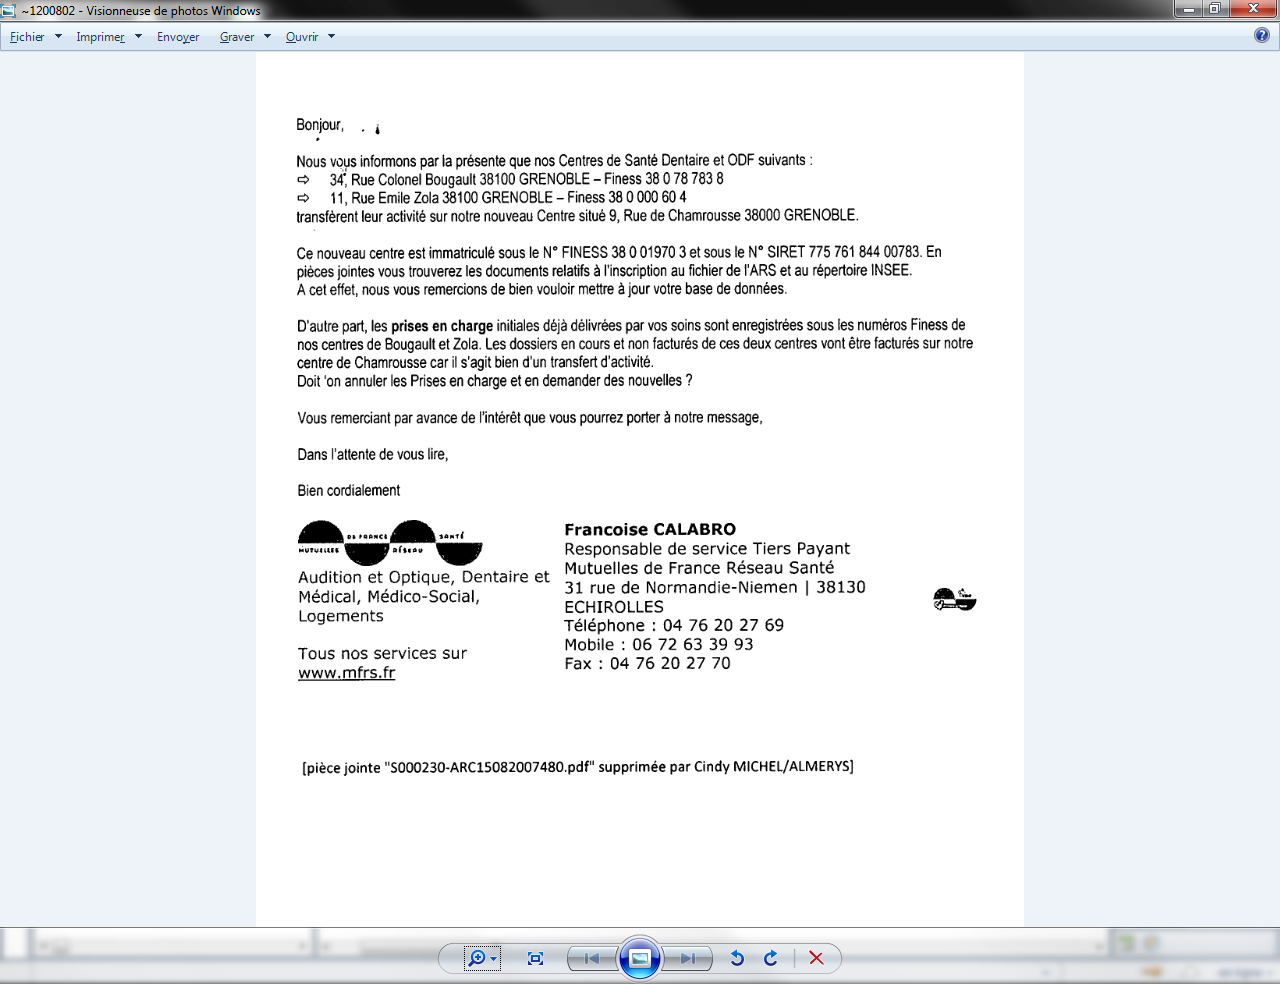 ~1200802 - Visionneuse de photos Windows
Fichier Imprimer Envoyer Graver Ouvrir
Bonjour,
Nous vous informons par la présente que nos Centres de Santé Dentaire et ODF suivants :
⇨ 34, Rue Colonel Bougault 38100 GRENOBLE – Finess 38 0 78 783 8
⇨ 11, Rue Emile Zola 38100 GRENOBLE – Finess 38 0 000 60 4
transfèrent leur activité sur notre nouveau Centre situé 9, Rue de Chamrousse 38000 GRENOBLE.
Ce nouveau centre est immatriculé sous le N° FINESS 38 0 01970 3 et sous le N° SIRET 775 761 844 00783. En
pièces jointes vous trouverez les documents relatifs à l'inscription au fichier de l'ARS et au répertoire INSEE.
A cet effet, nous vous remercions de bien vouloir mettre à jour votre base de données.
D'autre part, les prises en charge initiales déjà délivrées par vos soins sont enregistrées sous les numéros Finess de
nos centres de Bougault et Zola. Les dossiers en cours et non facturés de ces deux centres vont être facturés sur notre
centre de Chamrousse car il s'agit bien d'un transfert d'activité.
Doit 'on annuler les Prises en charge et en demander des nouvelles ?
Vous remerciant par avance de l'intérêt que vous pourrez porter à notre message,
Dans l'attente de vous lire,
Bien cordialement
DE FRANCE SANTÉ
MUTUELLES RÉSEAU
Audition et Optique, Dentaire et
Médical, Médico-Social,
Logements
Tous nos services sur
www.mfrs.fr
Francoise CALABRO
Responsable de service Tiers Payant
Mutuelles de France Réseau Santé
31 rue de Normandie-Niemen | 38130
ECHIROLLES
Téléphone : 04 76 20 27 69
Mobile : 06 72 63 39 93
Fax : 04 76 20 27 70
[pièce jointe "S000230-ARC15082007480.pdf" supprimée par Cindy MICHEL/ALMERYS]